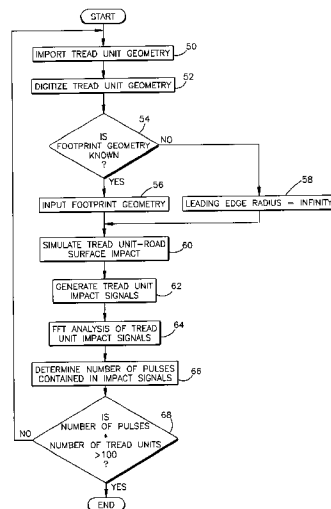 START
IMPORT TREAD UNIT GEOMETRY
50
DIGITIZE TREAD UNIT GEOMETRY
52
IS
FOOTPRINT GEOMETRY
KNOWN
?
54
NO
YES
56
58
INPUT FOOTPRINT GEOMETRY
LEADING EDGE RADIUS - INFINITY
SIMULATE TREAD UNIT-ROAD
SURFACE IMPACT
60
GENERATE TREAD UNIT
IMPACT SIGNALS
62
FFT ANALYSIS OF TREAD
UNIT IMPACT SIGNALS
64
DETERMINE NUMBER OF PULSES
CONTAINED IN IMPACT SIGNALS
66
IS
NUMBER OF PULSES
NUMBER OF TREAD UNITS
>100
?
68
NO
YES
END